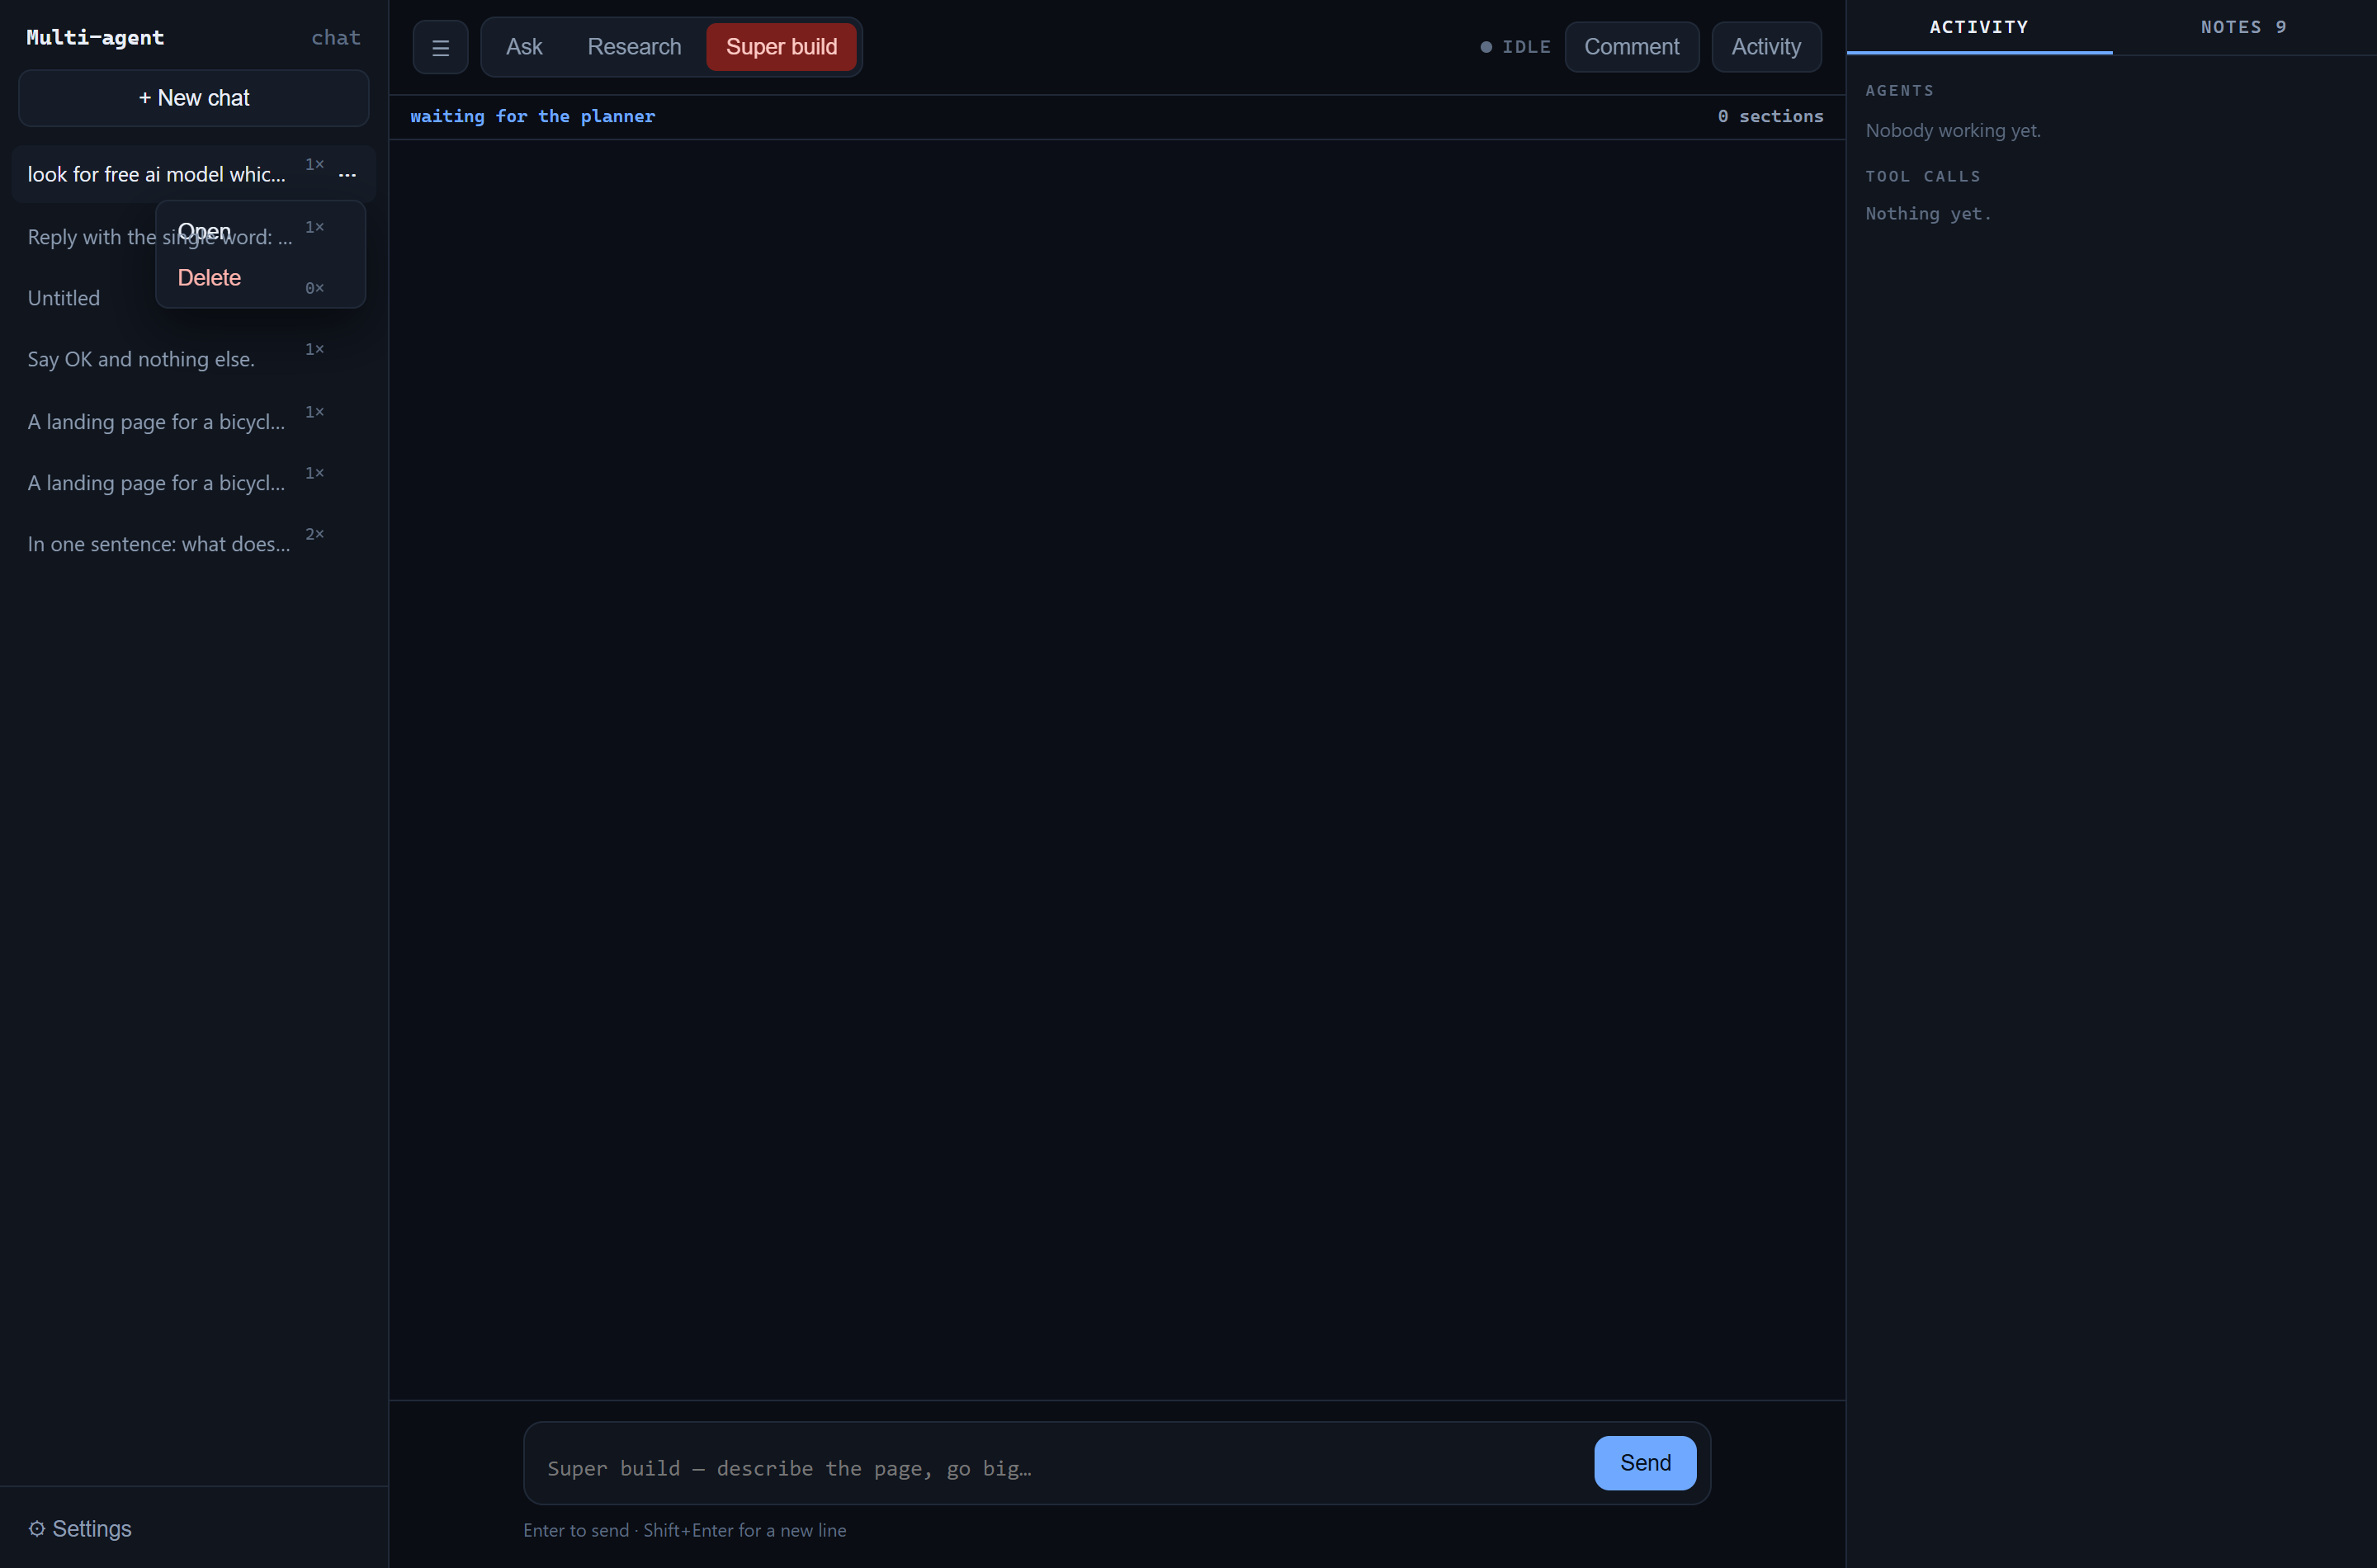 Multi-agent
chat
+ New chat
look for free ai model whic...
1×
...
Open
Reply with the single word: ...
1×
Delete
Untitled
0×
Say OK and nothing else.
1×
A landing page for a bicycl...
1×
A landing page for a bicycl...
1×
In one sentence: what does...
2×
Settings
☰
Ask
Research
Super build
IDLE
Comment
Activity
waiting for the planner
0 sections
Super build — describe the page, go big…
Send
Enter to send · Shift+Enter for a new line
ACTIVITY
NOTES 9
AGENTS
Nobody working yet.
TOOL CALLS
Nothing yet.